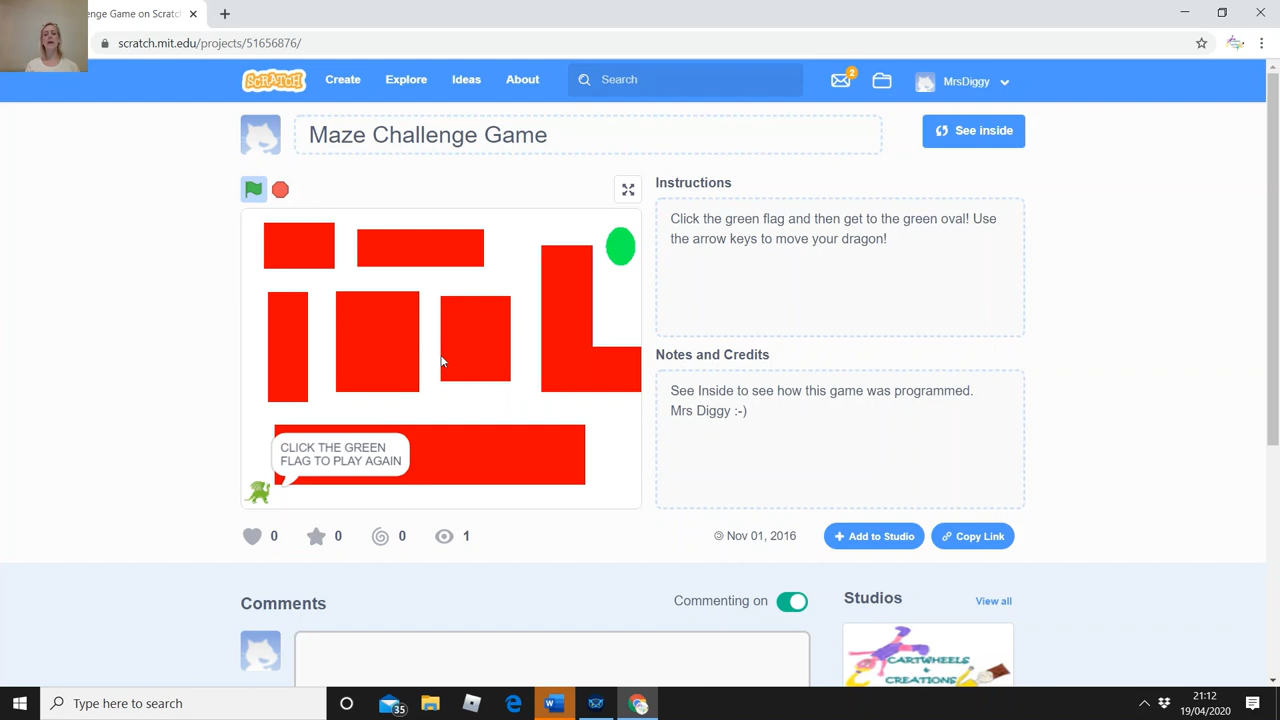 enge Game on Scratch
scratch.mit.edu/projects/51656876/
SCRATCH
Create
Explore
Ideas
About
Search
2
MrsDiggy
Maze Challenge Game
See inside
Instructions
Click the green flag and then get to the green oval! Use
the arrow keys to move your dragon!
CLICK THE GREEN
FLAG TO PLAY AGAIN
Notes and Credits
See Inside to see how this game was programmed.
Mrs Diggy :-)
0
0
0
1
Nov 01, 2016
Add to Studio
Copy Link
Comments
Commenting on
Studios
View all
CARTWHEELS
&
CREATIONS
Type here to search
35
21:12
19/04/2020